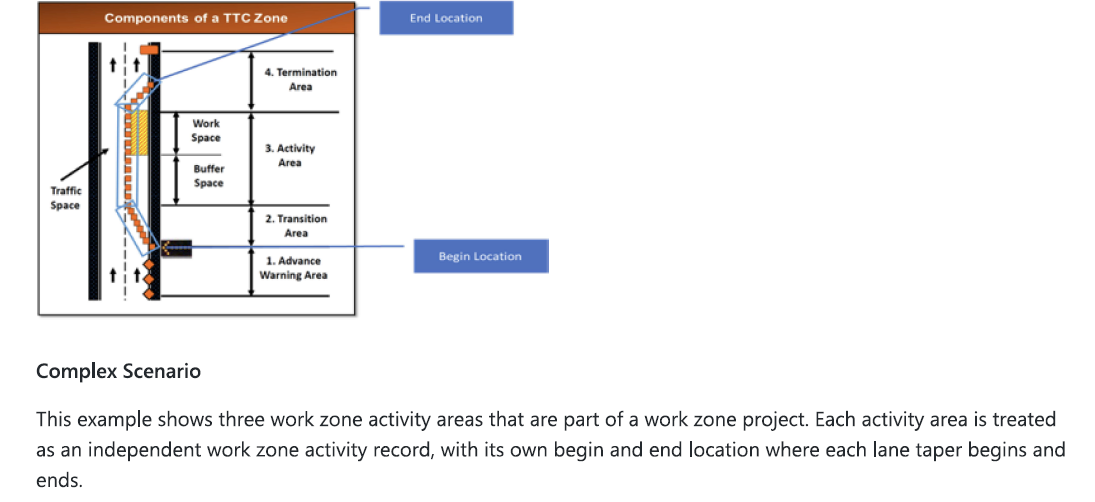 Components of a TTC Zone
End Location
4. Termination
Area
Work
Space
3. Activity
Area
Buffer
Space
Traffic
Space
2. Transition
Area
Begin Location
1. Advance
Warning Area
Complex Scenario
This example shows three work zone activity areas that are part of a work zone project. Each activity area is treated
as an independent work zone activity record, with its own begin and end location where each lane taper begins and
ends.